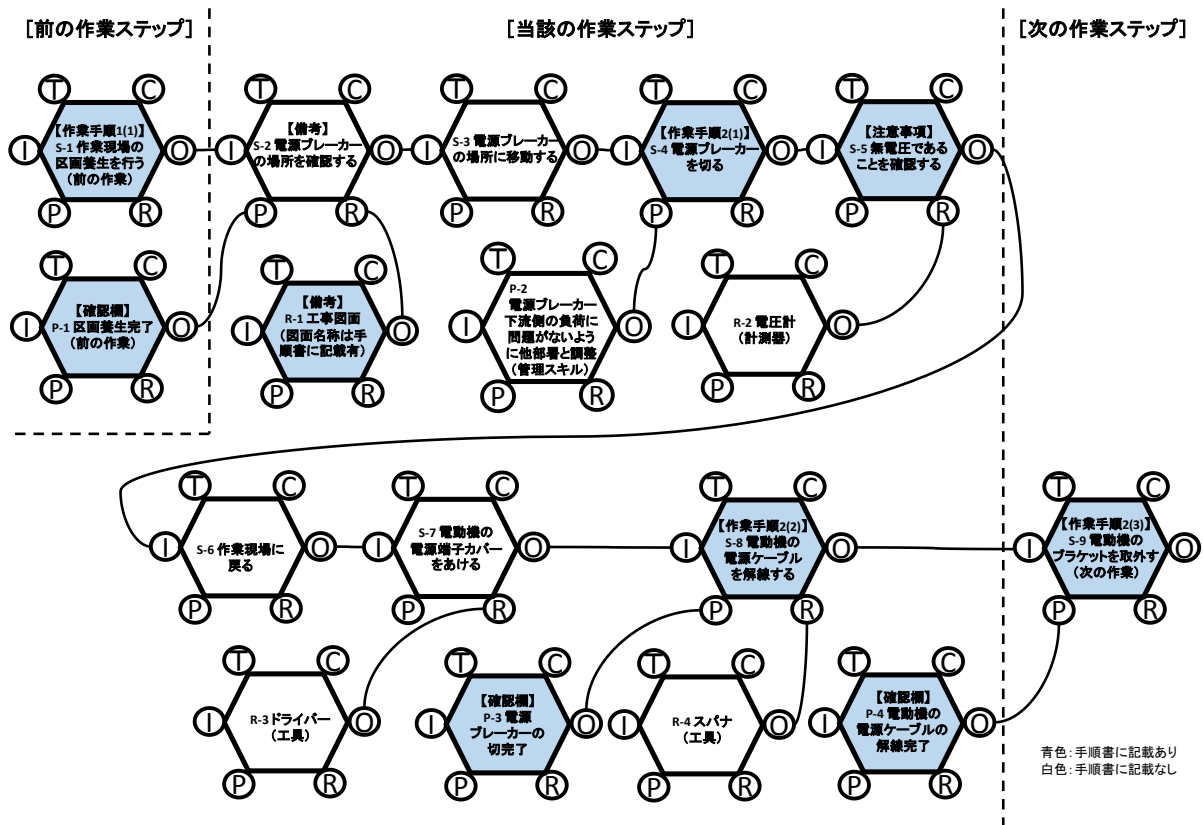 [前の作業ステップ]
[当該の作業ステップ]
[次の作業ステップ]
T
C
I
O
P
R
【作業手順1(1)】
S-1 作業現場の
区画養生を行う
(前の作業)
T
C
I
O
P
R
【備考】
S-2 電源ブレーカー
の場所を確認する
T
C
I
O
P
R
S-3 電源ブレーカー
の場所に移動する
T
C
I
O
P
R
【作業手順2(1)】
S-4 電源ブレーカー
を切る
T
C
I
O
P
R
【注意事項】
S-5 無電圧である
ことを確認する
T
C
I
O
P
R
【確認欄】
P-1 区画養生完了
(前の作業)
T
C
I
O
P
R
【備考】
R-1 工事図面
(図面名称は手
順書に記載有)
T
C
I
O
P
R
P-2
電源ブレーカー
下流側の負荷に
問題がないよう
に他部署と調整
(管理スキル)
T
C
I
O
P
R
R-2 電圧計
(計測器)
T
C
I
O
P
R
S-6 作業現場に
戻る
T
C
I
O
P
R
S-7 電動機の
電源端子カバー
をあける
T
C
I
O
P
R
【作業手順2(2)】
S-8 電動機の
電源ケーブル
を解線する
T
C
I
O
P
R
【作業手順2(3)】
S-9 電動機の
ブラケットを取外す
(次の作業)
T
C
I
O
P
R
R-3 ドライバー
(工具)
T
C
I
O
P
R
【確認欄】
P-3 電源
ブレーカーの
切完了
T
C
I
O
P
R
R-4 スパナ
(工具)
T
C
I
O
P
R
【確認欄】
P-4 電動機の
電源ケーブルの
解線完了
青色:手順書に記載あり
白色:手順書に記載なし